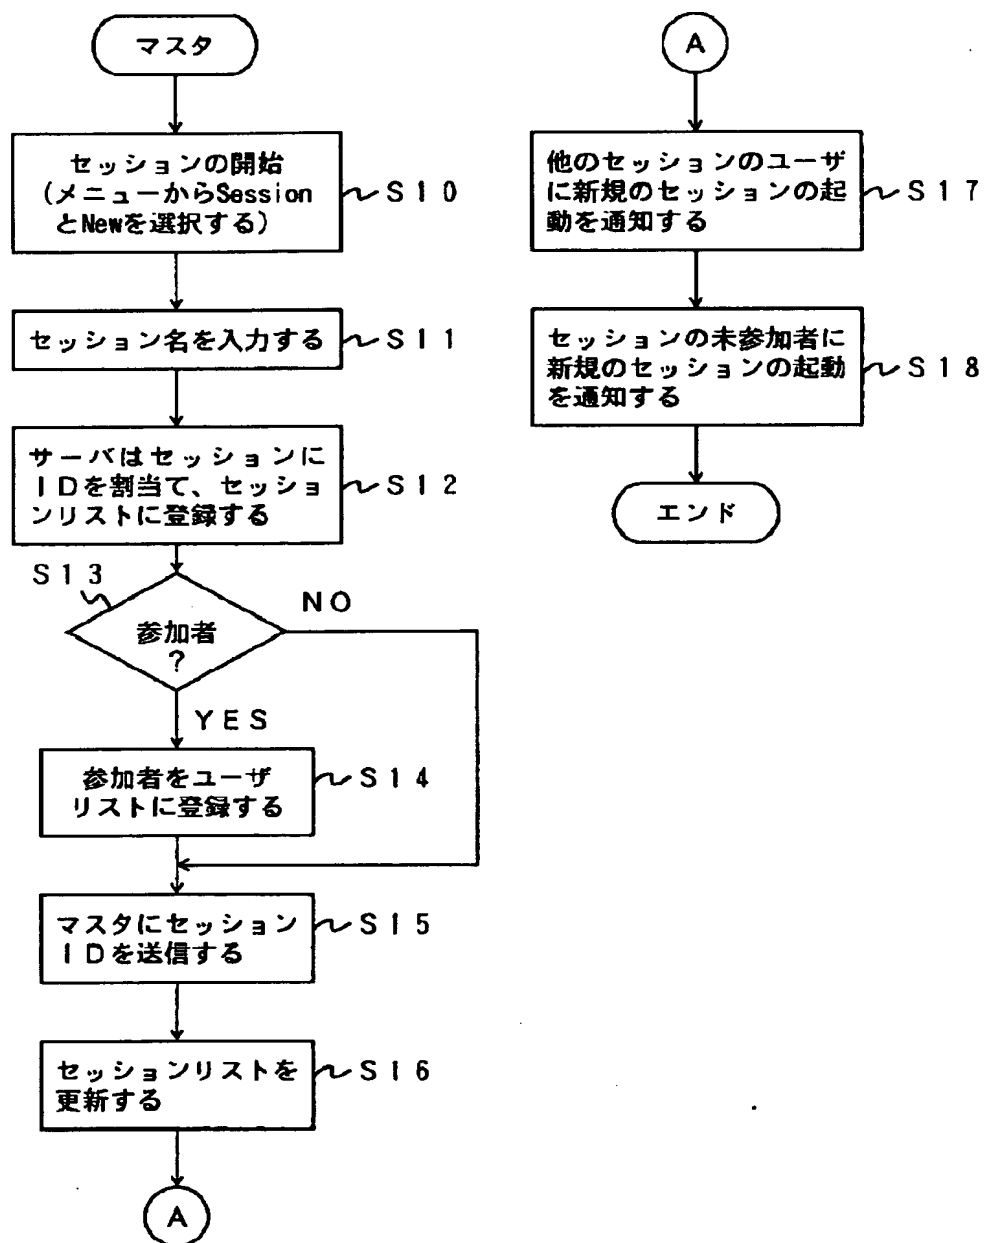 マスタ
セッションの開始
(メニューからSession
とNewを選択する)
S10
セッション名を入力する
S11
サーバはセッションに
IDを割当て、セッショ
ンリストに登録する
S12
S13
参加者
?
NO
YES
参加者をユーザ
リストに登録する
S14
マスタにセッション
IDを送信する
S15
セッションリストを
更新する
S16
A
A
他のセッションのユーザ
に新規のセッションの起
動を通知する
S17
セッションの未参加者に
新規のセッションの起動
を通知する
S18
エンド